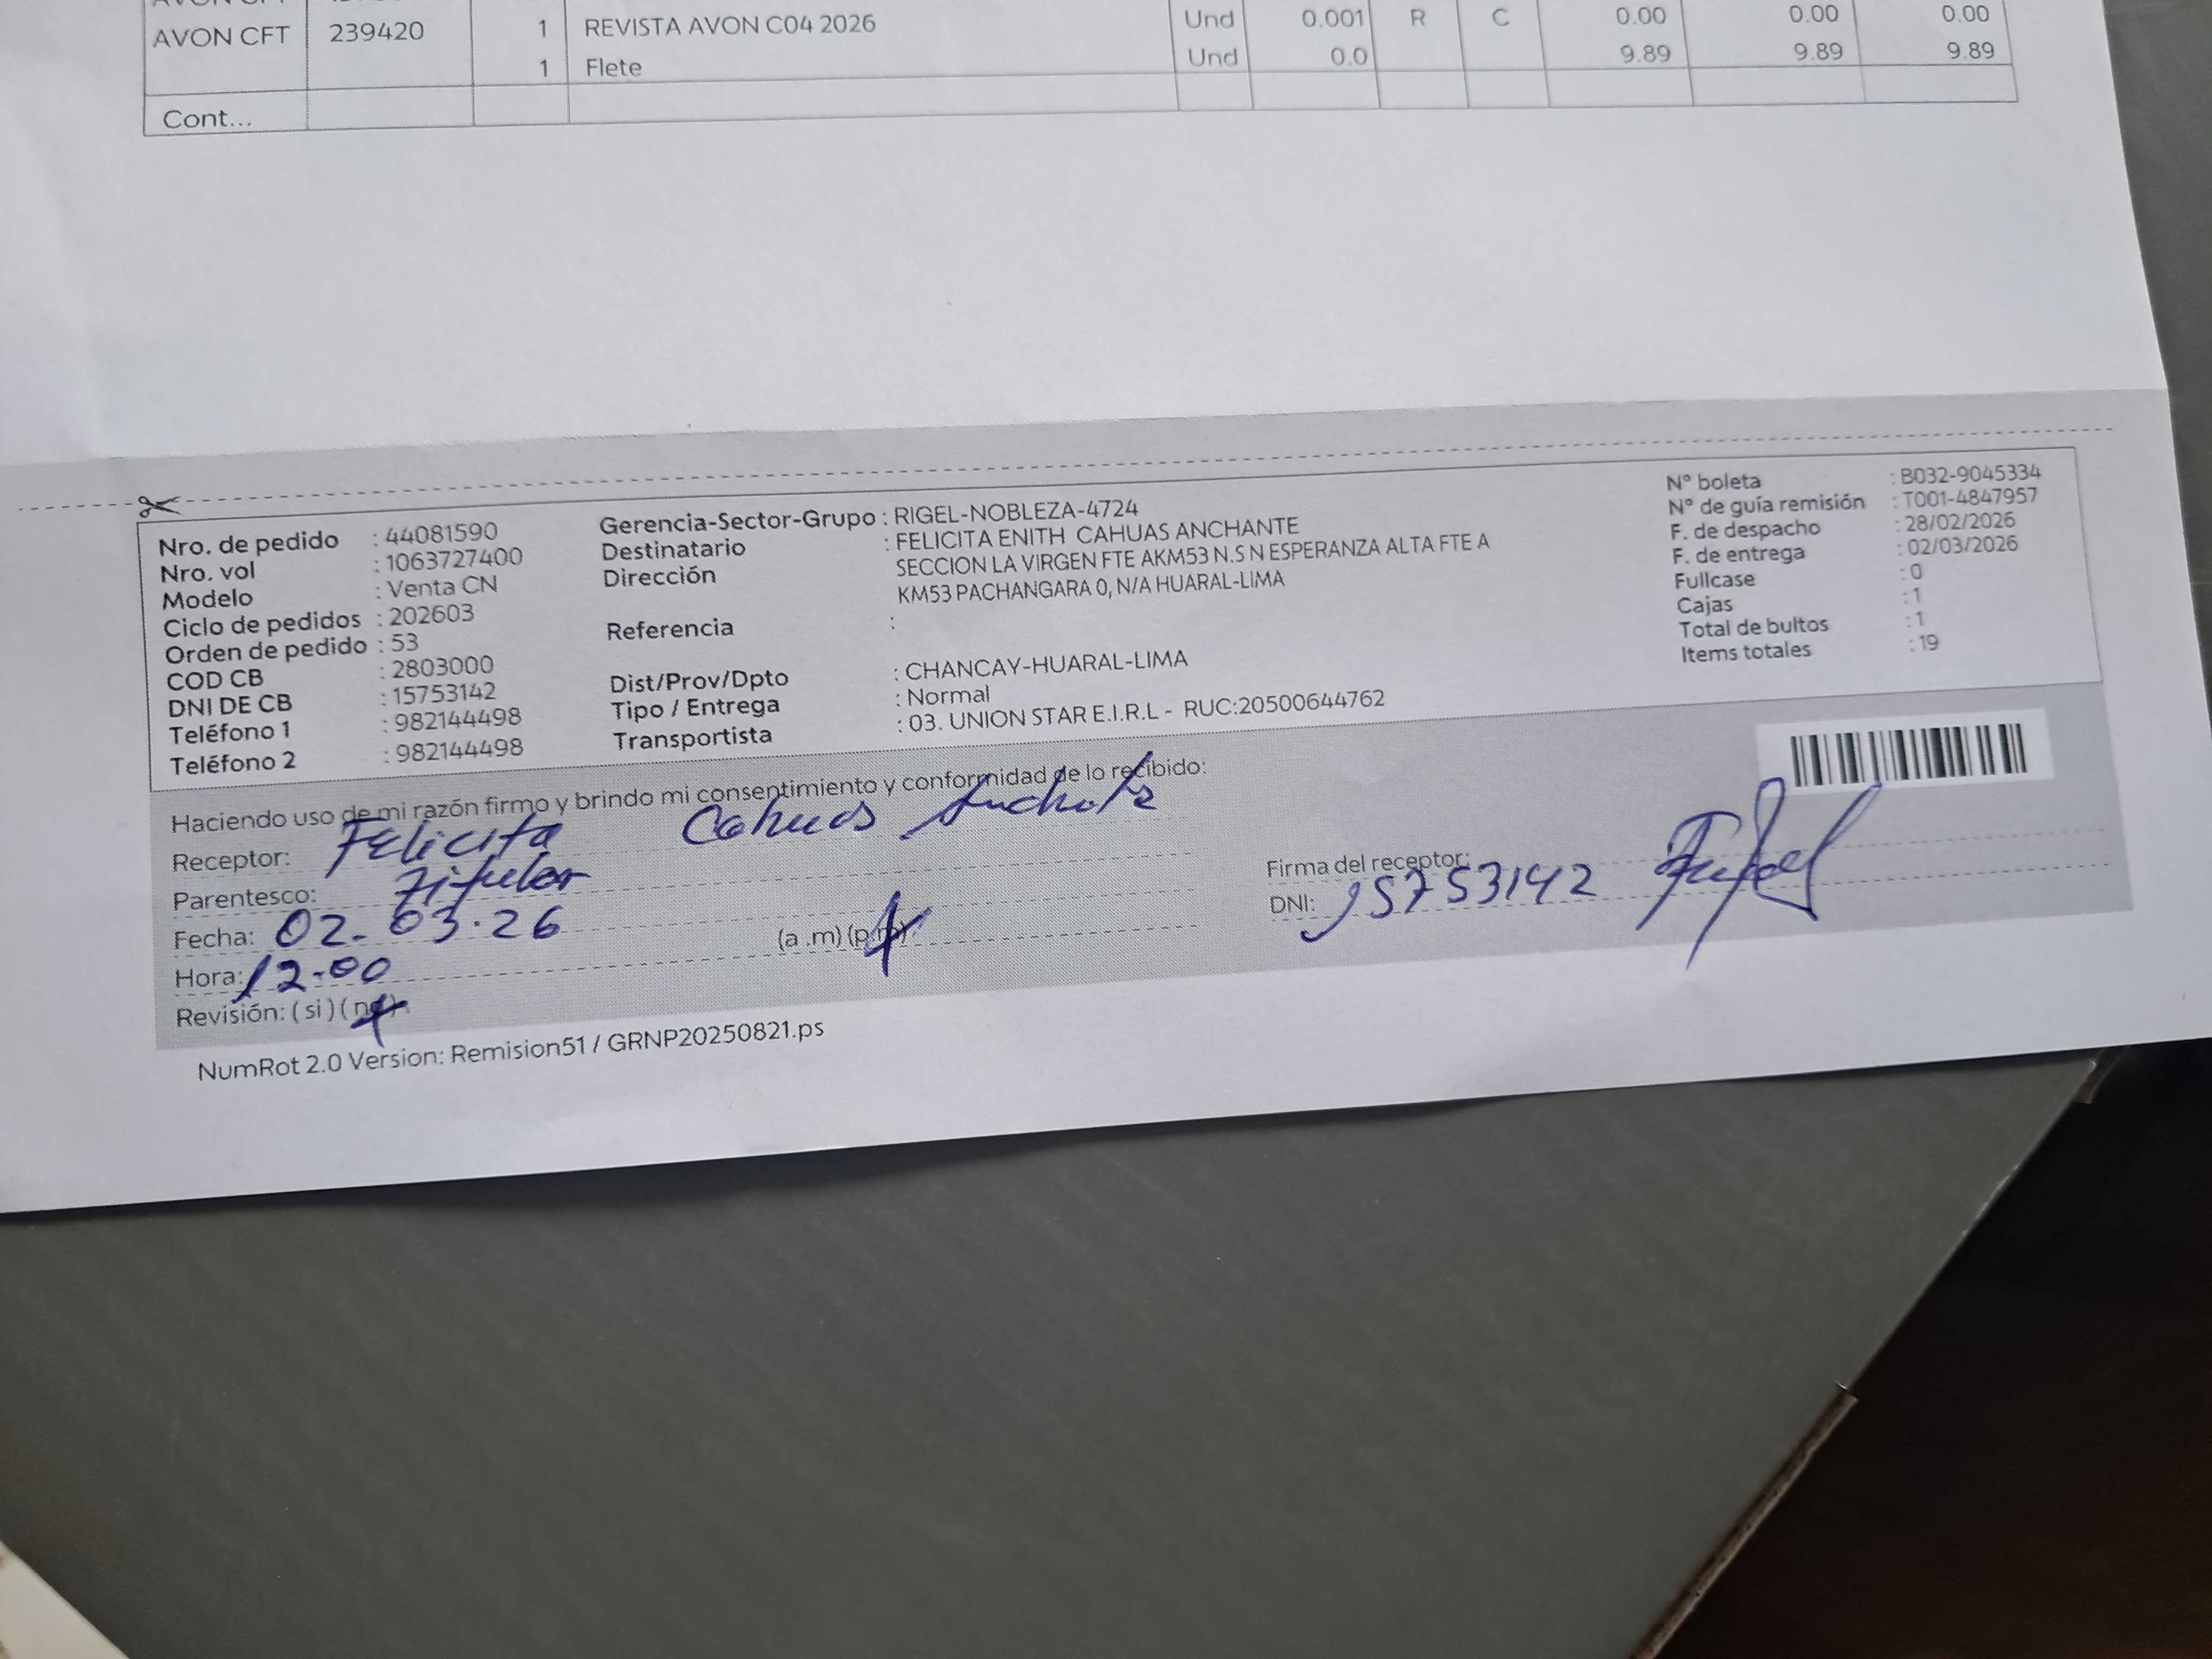 AVON CFT 239420 1 REVISTA AVON C04 2026 Und 0.001 R C 0.00 0.00 0.00
1 Flete Und 0.0 9.89 9.89 9.89
Cont...
Nro. de pedido : 44081590
Nro. vol : 1063727400
Modelo : Venta CN
Ciclo de pedidos : 202603
Orden de pedido : 53
COD CB : 2803000
DNI DE CB : 15753142
Teléfono 1 : 982144498
Teléfono 2 : 982144498
Gerencia-Sector-Grupo : RIGEL-NOBLEZA-4724
Destinatario : FELICITA ENITH CAHUAS ANCHANTE
Dirección SECCION LA VIRGEN FTE AKM53 N.S N ESPERANZA ALTA FTE A
KM53 PACHANGARA 0, N/A HUARAL-LIMA
Referencia :
Dist/Prov/Dpto : CHANCAY-HUARAL-LIMA
Tipo / Entrega : Normal
Transportista : 03. UNION STAR E.I.R.L - RUC:20500644762
N° boleta : B032-9045334
N° de guía remisión : T001-4847957
F. de despacho : 28/02/2026
F. de entrega : 02/03/2026
Fullcase : 0
Cajas : 1
Total de bultos : 1
Items totales : 19
Haciendo uso de mi razón firmo y brindo mi consentimiento y conformidad de lo recibido:
Receptor: Felicita Cahuas
Parentesco: Titular
Fecha: 02-03-26
Hora: 12-00 (a .m) (p.m)
Revisión: ( si ) ( no )
Firma del receptor:
DNI: 15753142
NumRot 2.0 Version: Remision51 / GRNP20250821.ps